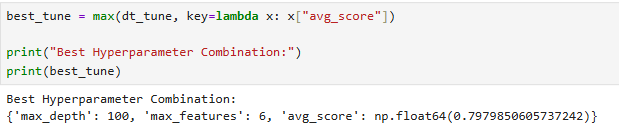 best_tune = max(dt_tune, key=lambda x: x["avg_score"])
print("Best Hyperparameter Combination:")
print(best_tune)
Best Hyperparameter Combination:
{'max_depth': 100, 'max_features': 6, 'avg_score': np.float64(0.7979850605737242)}